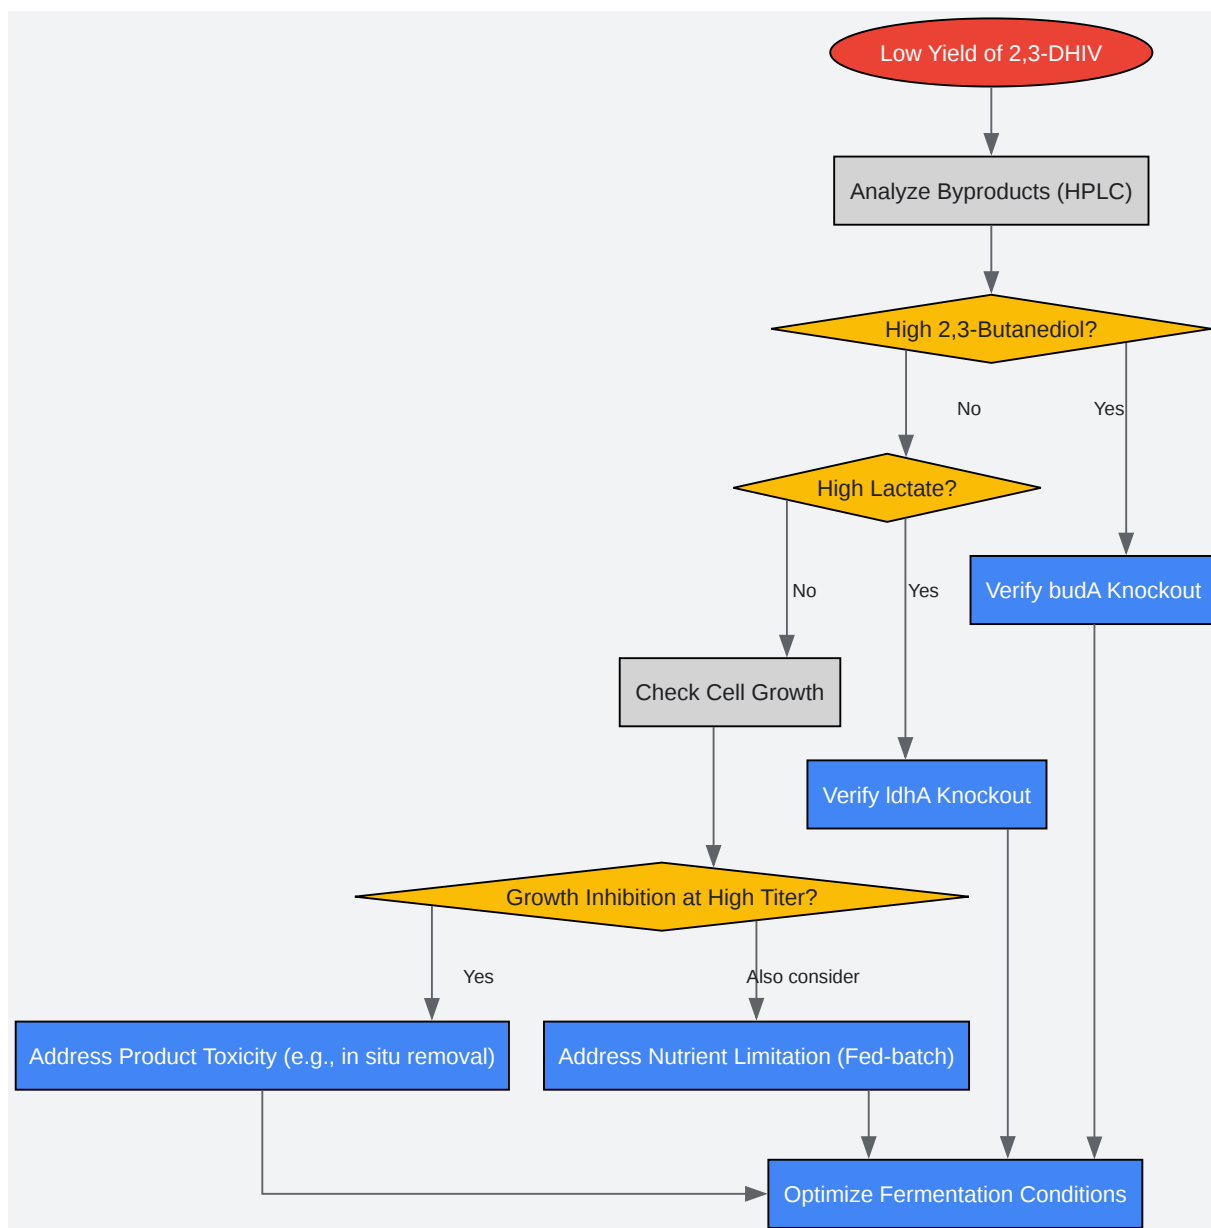 Low Yield of 2,3-DHIV
Analyze Byproducts (HPLC)
High 2,3-Butanediol?
No
Yes
High Lactate?
No
Yes
Verify budA Knockout
Check Cell Growth
Verify ldhA Knockout
Growth Inhibition at High Titer?
Yes
Also consider
Address Product Toxicity (e.g., in situ removal)
Address Nutrient Limitation (Fed-batch)
Optimize Fermentation Conditions